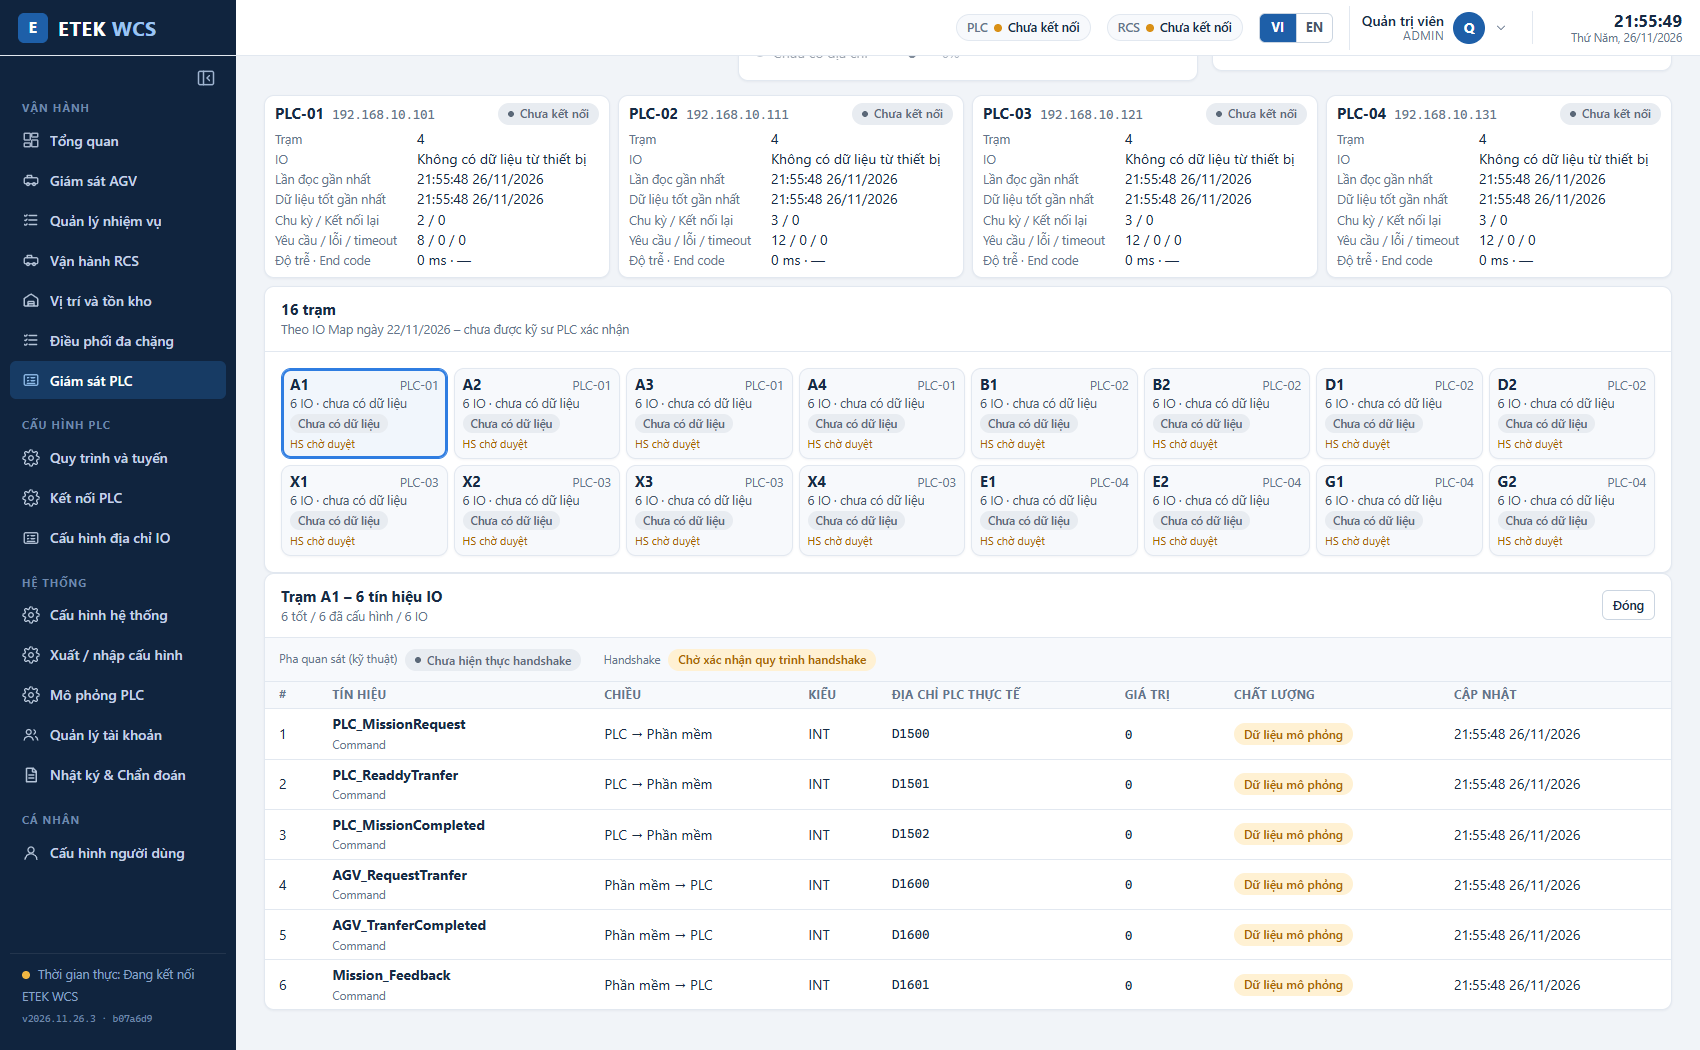 E ETEK WCS
PLC Chưa kết nối
RCS Chưa kết nối
VI EN
Quản trị viên
ADMIN
Q
21:55:49
Thứ Năm, 26/11/2026
VẬN HÀNH
Tổng quan
Giám sát AGV
Quản lý nhiệm vụ
Vận hành RCS
Vị trí và tồn kho
Điều phối đa chặng
Giám sát PLC
CẤU HÌNH PLC
Quy trình và tuyến
Kết nối PLC
Cấu hình địa chỉ IO
HỆ THỐNG
Cấu hình hệ thống
Xuất / nhập cấu hình
Mô phỏng PLC
Quản lý tài khoản
Nhật ký & Chẩn đoán
CÁ NHÂN
Cấu hình người dùng
Thời gian thực: Đang kết nối
ETEK WCS
v2026.11.26.3 · b07a6d9
PLC-01 192.168.10.101 Chưa kết nối
Trạm 4
IO Không có dữ liệu từ thiết bị
Lần đọc gần nhất 21:55:48 26/11/2026
Dữ liệu tốt gần nhất 21:55:48 26/11/2026
Chu kỳ / Kết nối lại 2 / 0
Yêu cầu / lỗi / timeout 8 / 0 / 0
Độ trễ · End code 0 ms · —
PLC-02 192.168.10.111 Chưa kết nối
Trạm 4
IO Không có dữ liệu từ thiết bị
Lần đọc gần nhất 21:55:48 26/11/2026
Dữ liệu tốt gần nhất 21:55:48 26/11/2026
Chu kỳ / Kết nối lại 3 / 0
Yêu cầu / lỗi / timeout 12 / 0 / 0
Độ trễ · End code 0 ms · —
PLC-03 192.168.10.121 Chưa kết nối
Trạm 4
IO Không có dữ liệu từ thiết bị
Lần đọc gần nhất 21:55:48 26/11/2026
Dữ liệu tốt gần nhất 21:55:48 26/11/2026
Chu kỳ / Kết nối lại 3 / 0
Yêu cầu / lỗi / timeout 12 / 0 / 0
Độ trễ · End code 0 ms · —
PLC-04 192.168.10.131 Chưa kết nối
Trạm 4
IO Không có dữ liệu từ thiết bị
Lần đọc gần nhất 21:55:48 26/11/2026
Dữ liệu tốt gần nhất 21:55:48 26/11/2026
Chu kỳ / Kết nối lại 3 / 0
Yêu cầu / lỗi / timeout 12 / 0 / 0
Độ trễ · End code 0 ms · —
16 trạm
Theo IO Map ngày 22/11/2026 – chưa được kỹ sư PLC xác nhận
A1 PLC-01
6 IO · chưa có dữ liệu
Chưa có dữ liệu
HS chờ duyệt
A2 PLC-01
6 IO · chưa có dữ liệu
Chưa có dữ liệu
HS chờ duyệt
A3 PLC-01
6 IO · chưa có dữ liệu
Chưa có dữ liệu
HS chờ duyệt
A4 PLC-01
6 IO · chưa có dữ liệu
Chưa có dữ liệu
HS chờ duyệt
B1 PLC-02
6 IO · chưa có dữ liệu
Chưa có dữ liệu
HS chờ duyệt
B2 PLC-02
6 IO · chưa có dữ liệu
Chưa có dữ liệu
HS chờ duyệt
D1 PLC-02
6 IO · chưa có dữ liệu
Chưa có dữ liệu
HS chờ duyệt
D2 PLC-02
6 IO · chưa có dữ liệu
Chưa có dữ liệu
HS chờ duyệt
X1 PLC-03
6 IO · chưa có dữ liệu
Chưa có dữ liệu
HS chờ duyệt
X2 PLC-03
6 IO · chưa có dữ liệu
Chưa có dữ liệu
HS chờ duyệt
X3 PLC-03
6 IO · chưa có dữ liệu
Chưa có dữ liệu
HS chờ duyệt
X4 PLC-03
6 IO · chưa có dữ liệu
Chưa có dữ liệu
HS chờ duyệt
E1 PLC-04
6 IO · chưa có dữ liệu
Chưa có dữ liệu
HS chờ duyệt
E2 PLC-04
6 IO · chưa có dữ liệu
Chưa có dữ liệu
HS chờ duyệt
G1 PLC-04
6 IO · chưa có dữ liệu
Chưa có dữ liệu
HS chờ duyệt
G2 PLC-04
6 IO · chưa có dữ liệu
Chưa có dữ liệu
HS chờ duyệt
Trạm A1 – 6 tín hiệu IO
6 tốt / 6 đã cấu hình / 6 IO
Đóng
Pha quan sát (kỹ thuật) Chưa hiện thực handshake Handshake Chờ xác nhận quy trình handshake
# TÍN HIỆU CHIỀU KIỂU ĐỊA CHỈ PLC THỰC TẾ GIÁ TRỊ CHẤT LƯỢNG CẬP NHẬT
1 PLC_MissionRequest PLC → Phần mềm INT D1500 0 Dữ liệu mô phỏng 21:55:48 26/11/2026
Command
2 PLC_ReaddyTranfer PLC → Phần mềm INT D1501 0 Dữ liệu mô phỏng 21:55:48 26/11/2026
Command
3 PLC_MissionCompleted PLC → Phần mềm INT D1502 0 Dữ liệu mô phỏng 21:55:48 26/11/2026
Command
4 AGV_RequestTranfer Phần mềm → PLC INT D1600 0 Dữ liệu mô phỏng 21:55:48 26/11/2026
Command
5 AGV_TranferCompleted Phần mềm → PLC INT D1600 0 Dữ liệu mô phỏng 21:55:48 26/11/2026
Command
6 Mission_Feedback Phần mềm → PLC INT D1601 0 Dữ liệu mô phỏng 21:55:48 26/11/2026
Command